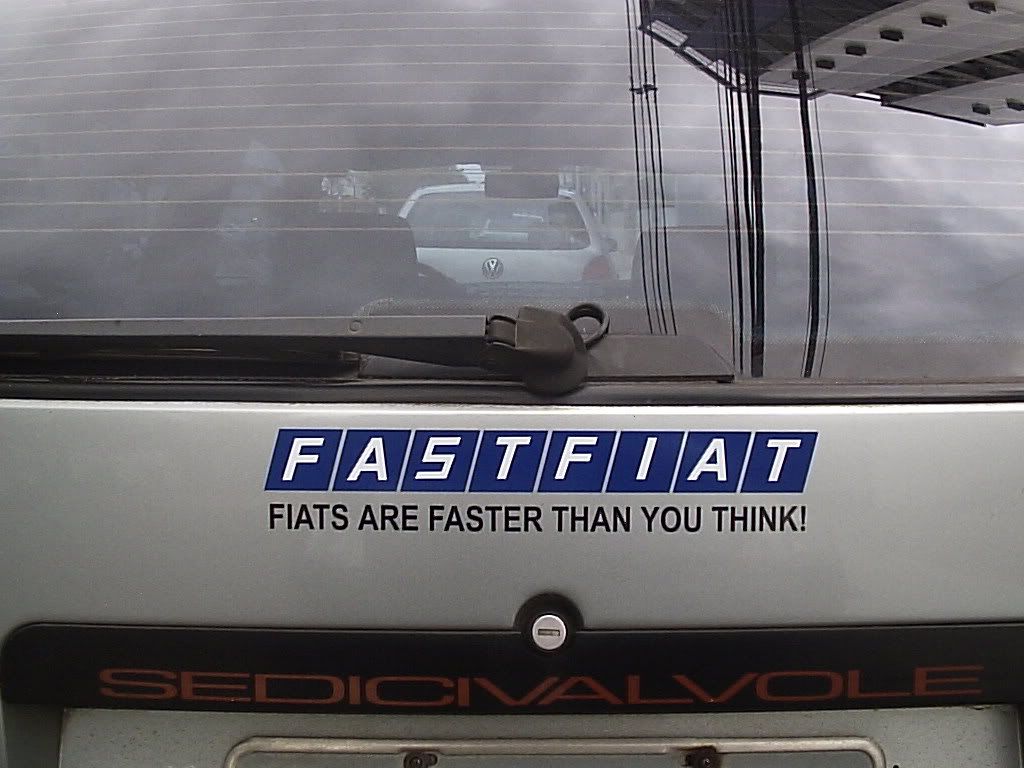 FASTFIAT
FIATS ARE FASTER THAN YOU THINK!
SEDICIVALVOLE